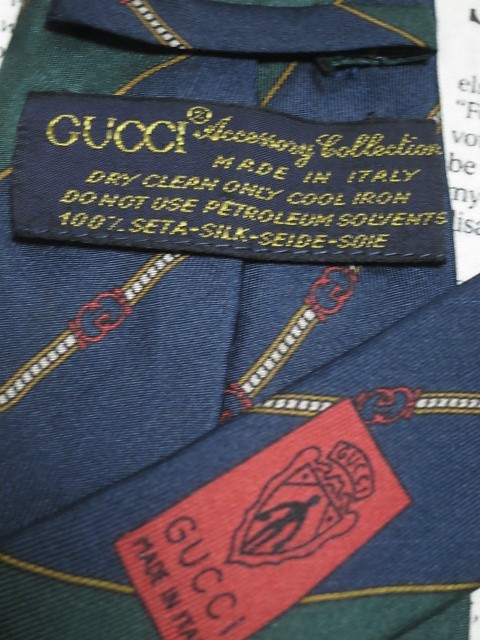 GUCCI® Accessory Collection
MADE IN ITALY
DRY CLEAN ONLY COOL IRON
DO NOT USE PETROLEUM SOLVENTS
100% SETA-SILK-SEIDE-SOIE
GUCCI
GUCCI
MADE IN ITA
be